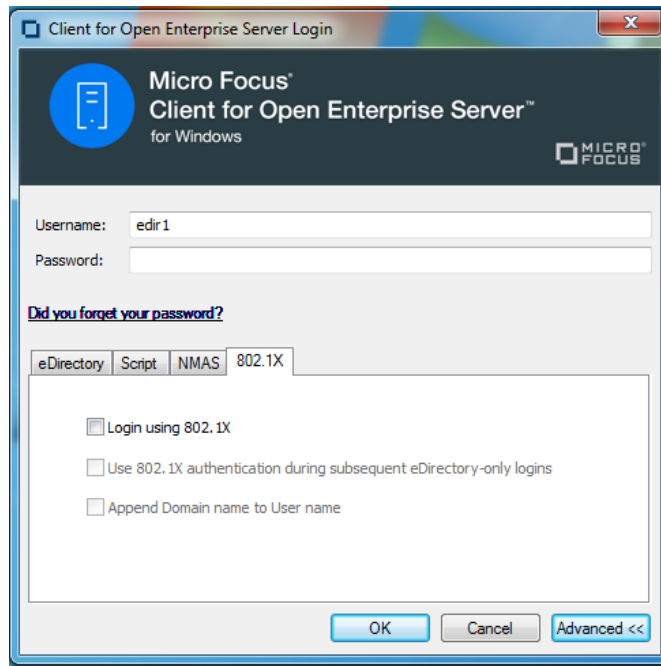 Client for Open Enterprise Server Login
Micro Focus®
Client for Open Enterprise Server™
for Windows
MICRO®
FOCUS
Username: edir1
Password:
Did you forget your password?
eDirectory Script NMAS 802.1X
Login using 802.1X
Use 802.1X authentication during subsequent eDirectory-only logins
Append Domain name to User name
OK Cancel Advanced <<